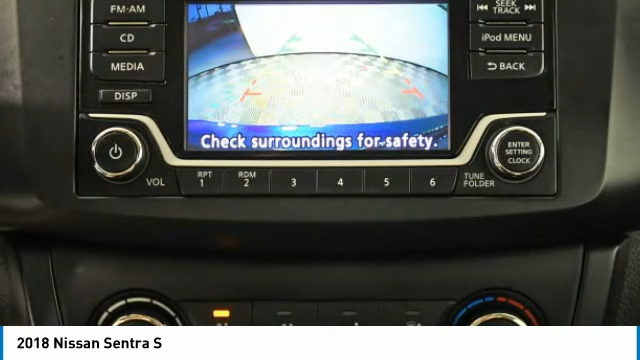 FM·AM
CD
MEDIA
DISP
SEEK
TRACK
iPod MENU
BACK
Check surroundings for safety.
VOL
RPT
1
RDM
2
3
4
5
6
ENTER
SETTING
CLOCK
TUNE
FOLDER
2018 Nissan Sentra S